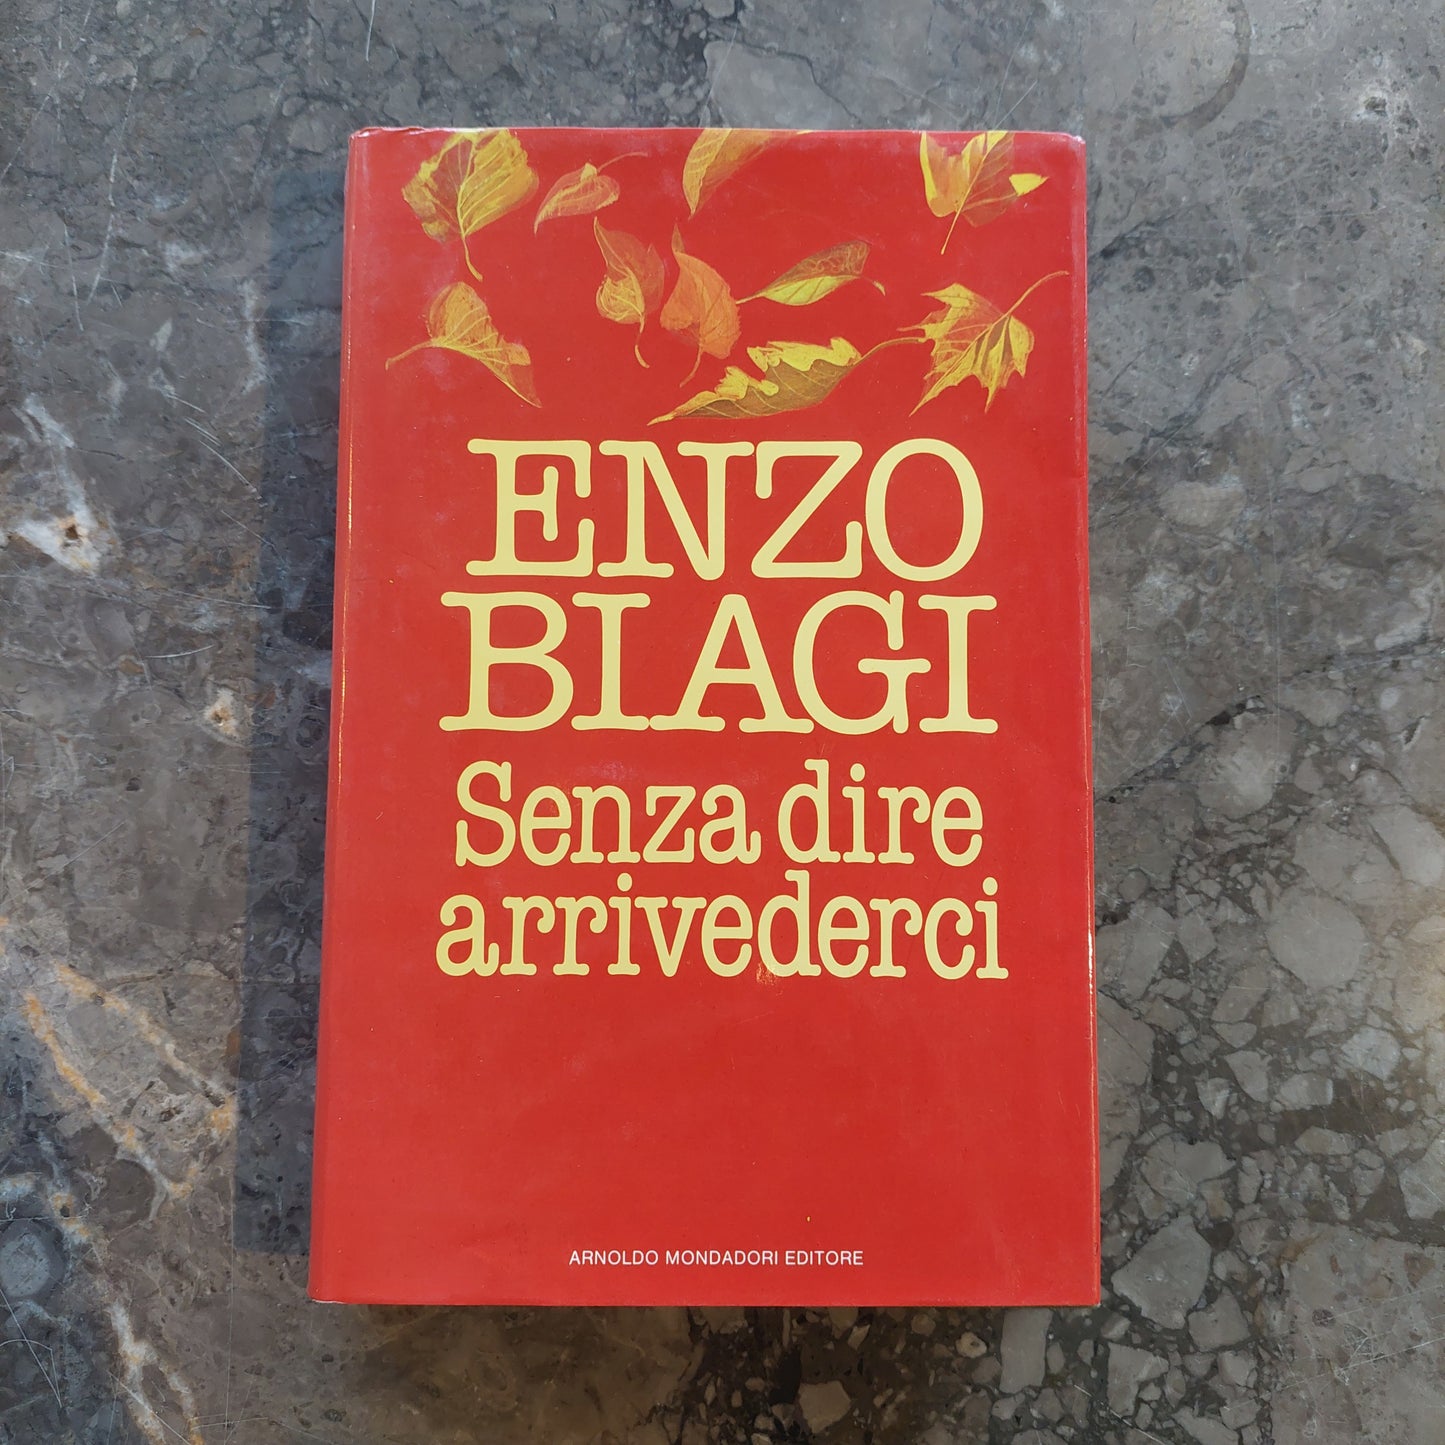 ENZO
BIAGI
Senza dire
arrivederci
ARNOLDO MONDADORI EDITORE